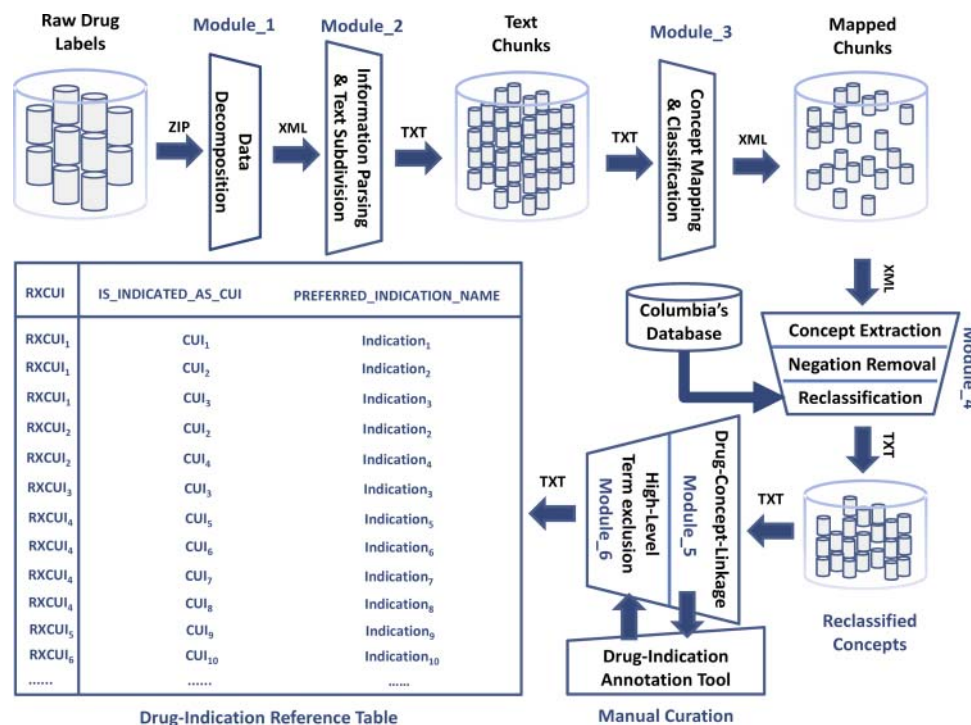 Raw Drug
Labels
Module_1
Module_2
Text
Chunks
Module_3
Mapped
Chunks
ZIP
Data
Decomposition
XML
Information Parsing
& Text Subdivision
TXT
TXT
Concept Mapping
& Classification
XML
XML
Columbia's
Database
Concept Extraction
Negation Removal
Reclassification
Module_4
TXT
Reclassified
Concepts
TXT
Drug-Concept-Linkage
Module_5
High-Level
Term exclusion
Module_6
Drug-Indication
Annotation Tool
Manual Curation
TXT
RXCUI IS_INDICATED_AS_CUI PREFERRED_INDICATION_NAME
RXCUI₁ CUI₁ Indication₁
RXCUI₁ CUI₂ Indication₂
RXCUI₁ CUI₃ Indication₃
RXCUI₂ CUI₂ Indication₂
RXCUI₂ CUI₄ Indication₄
RXCUI₃ CUI₃ Indication₃
RXCUI₄ CUI₅ Indication₅
RXCUI₄ CUI₆ Indication₆
RXCUI₄ CUI₇ Indication₇
RXCUI₄ CUI₈ Indication₈
RXCUI₅ CUI₉ Indication₉
RXCUI₆ CUI₁₀ Indication₁₀
...... ...... ......
Drug-Indication Reference Table